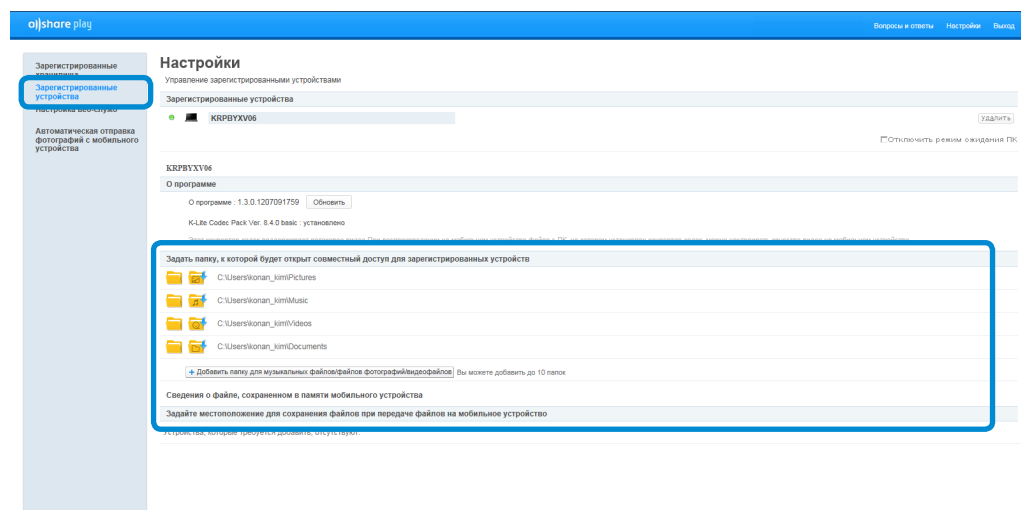 allshare play
Вопросы и ответы Настройки Выход
Зарегистрированные
хранилища
Зарегистрированные
устройства
Настройка веб-служб
Автоматическая отправка
фотографий с мобильного
устройства
Настройки
Управление зарегистрированными устройствами
Зарегистрированные устройства
KRPBYXV06
Удалить
Отключить режим ожидания ПК
KRPBYXV06
О программе
О программе : 1.3.0.1207091759 Обновить
K-Lite Codec Pack Ver. 8.4.0 basic : установлено
Задать папку, к которой будет открыт совместный доступ для зарегистрированных устройств
C:\Users\konan_kim\Pictures
C:\Users\konan_kim\Music
C:\Users\konan_kim\Videos
C:\Users\konan_kim\Documents
+ Добавить папку для музыкальных файлов/файлов фотографий/видеофайлов Вы можете добавить до 10 папок
Сведения о файле, сохраненном в памяти мобильного устройства
Задайте местоположение для сохранения файлов при передаче файлов на мобильное устройство
Устройства, которые требуется добавить, отсутствуют.